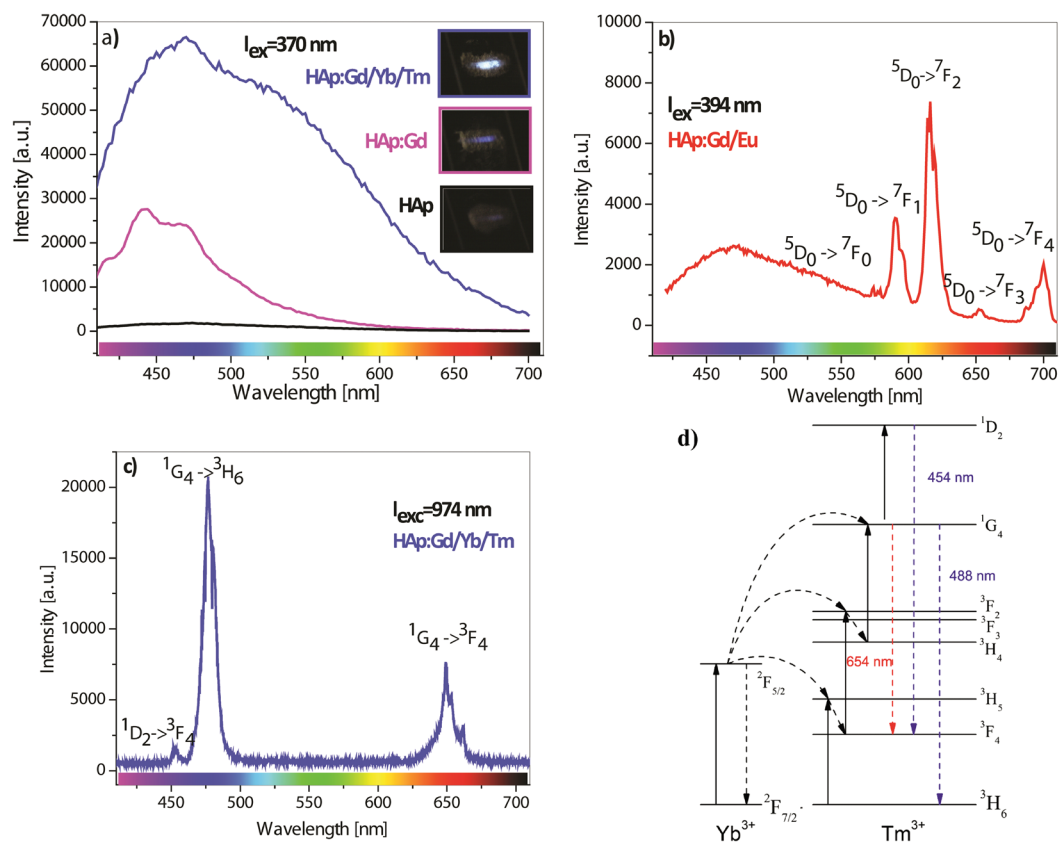 a)
l_ex=370 nm
HAp:Gd/Yb/Tm
HAp:Gd
HAp
Intensity [a.u.]
70000
60000
50000
40000
30000
20000
10000
0
450 500 550 600 650 700
Wavelength [nm]
b)
l_ex=394 nm
HAp:Gd/Eu
⁵D₀->⁷F₂
⁵D₀ -> ⁷F₁
⁵D₀ ->⁷F₀
⁵D₀->⁷F₄
⁵D₀->⁷F₃
Intensity [a.u.]
10000
8000
6000
4000
2000
0
450 500 550 600 650 700
Wavelength [nm]
c)
¹G₄ ->³H₆
l_exc=974 nm
HAp:Gd/Yb/Tm
¹G₄ ->³F₄
¹D₂->³F₄
Intensity [a.u.]
20000
15000
10000
5000
0
450 500 550 600 650 700
Wavelength [nm]
d)
¹D₂
454 nm
¹G₄
488 nm
³F₂
³F₃
³H₄
654 nm
²F₅/₂
³H₅
³F₄
²F₇/₂
³H₆
Yb³⁺
Tm³⁺